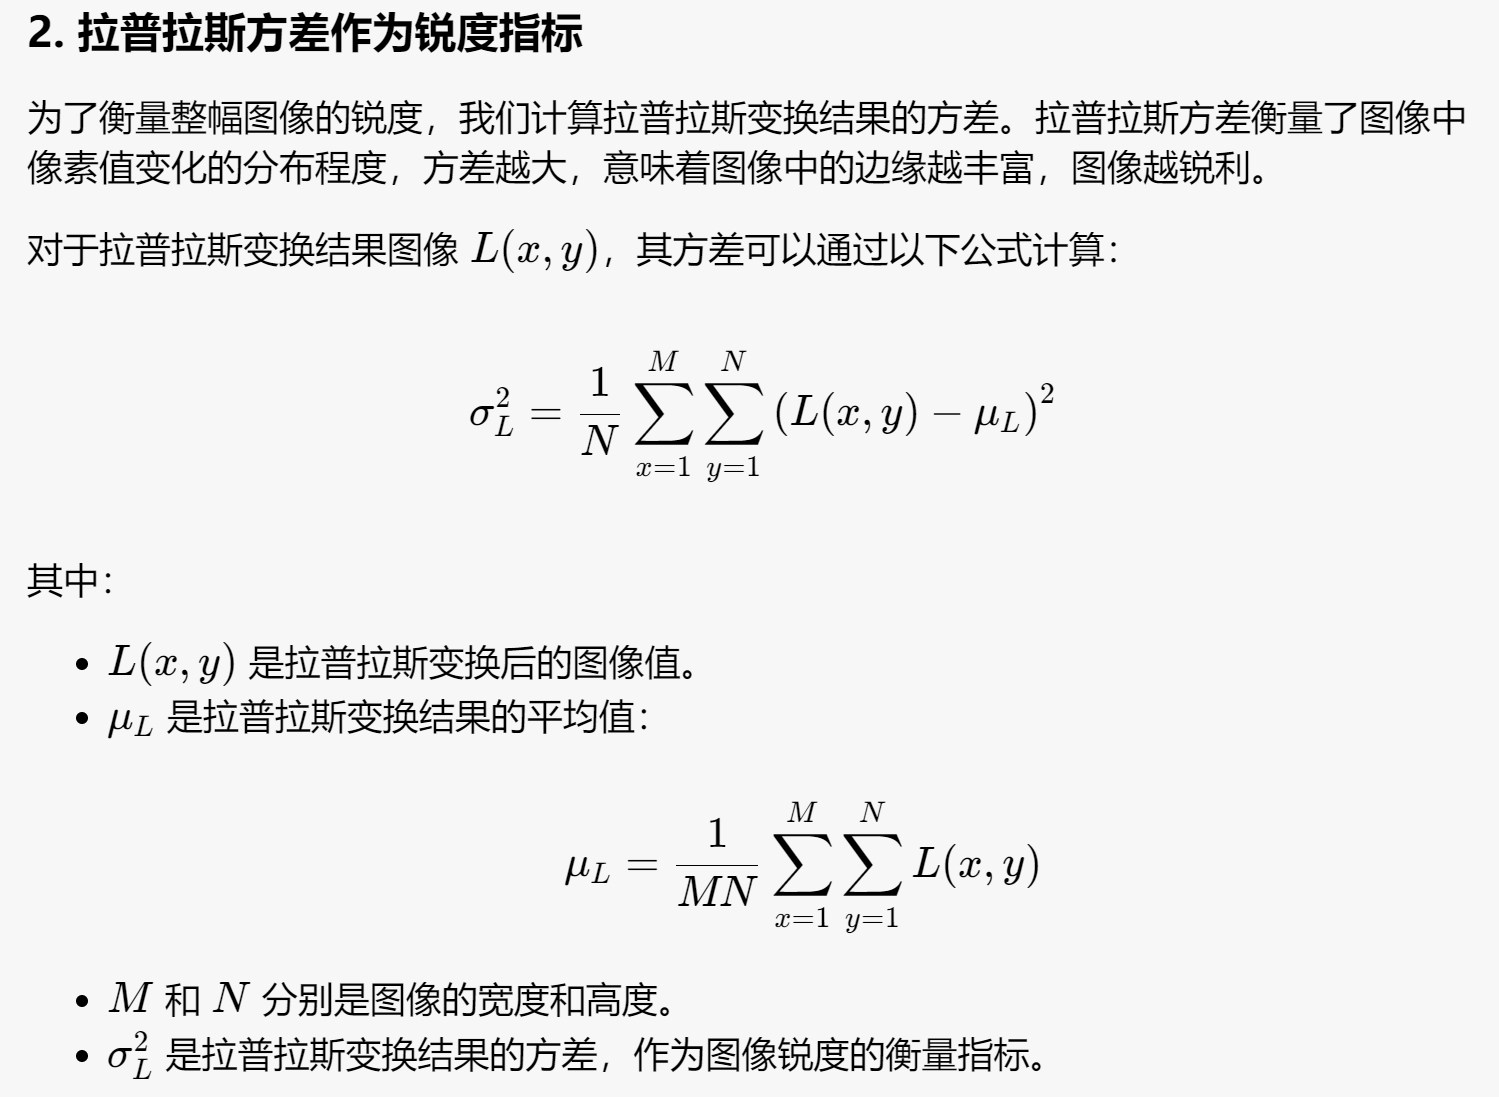 2. 拉普拉斯方差作为锐度指标
为了衡量整幅图像的锐度，我们计算拉普拉斯变换结果的方差。拉普拉斯方差衡量了图像中
像素值变化的分布程度，方差越大，意味着图像中的边缘越丰富，图像越锐利。
对于拉普拉斯变换结果图像 L(x, y)，其方差可以通过以下公式计算：
σ_L^2 = \frac{1}{N} \sum_{x=1}^{M} \sum_{y=1}^{N} (L(x, y) − μ_L)^2
其中：
• L(x, y) 是拉普拉斯变换后的图像值。
• μ_L 是拉普拉斯变换结果的平均值：
μ_L = \frac{1}{MN} \sum_{x=1}^{M} \sum_{y=1}^{N} L(x, y)
• M 和 N 分别是图像的宽度和高度。
• σ_L^2 是拉普拉斯变换结果的方差，作为图像锐度的衡量指标。